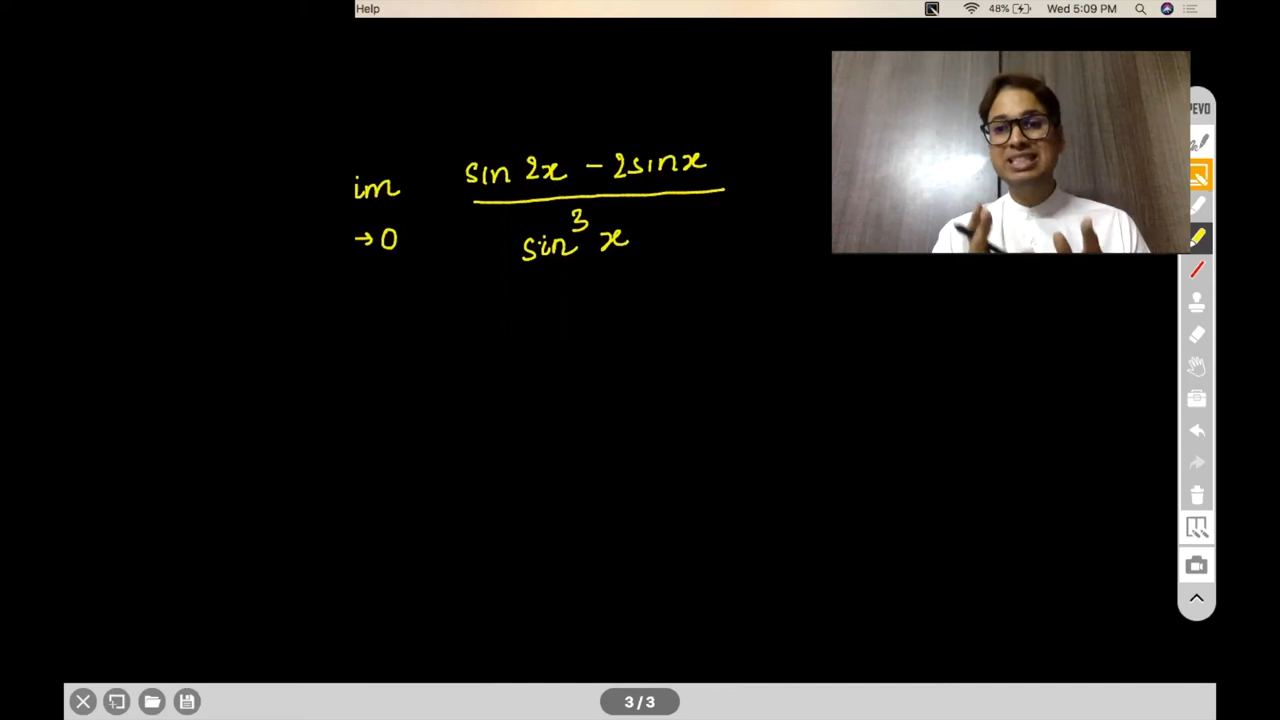 Help 48% Wed 5:09 PM
im sin 2x - 2sinx
→0 sin³ x
3/3